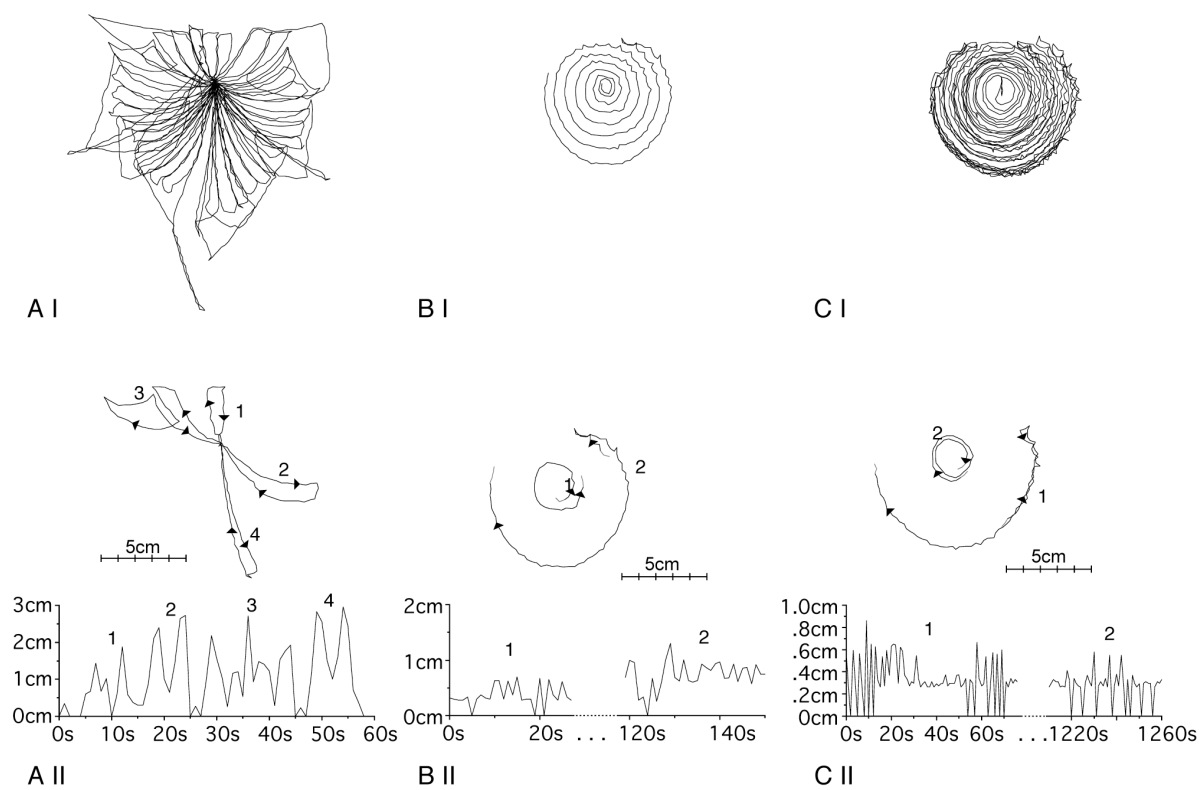 A I
B I
C I
3
1
2
4
5cm
1
2
5cm
2
1
5cm
3cm
2cm
1cm
0cm
1
2
3
4
0s 10s 20s 30s 40s 50s 60s
2cm
1cm
0cm
1
2
0s 20s ... 120s 140s
1.0cm
.8cm
.6cm
.4cm
.2cm
0cm
1
2
0s 20s 40s 60s ...1220s 1260s
A II
B II
C II